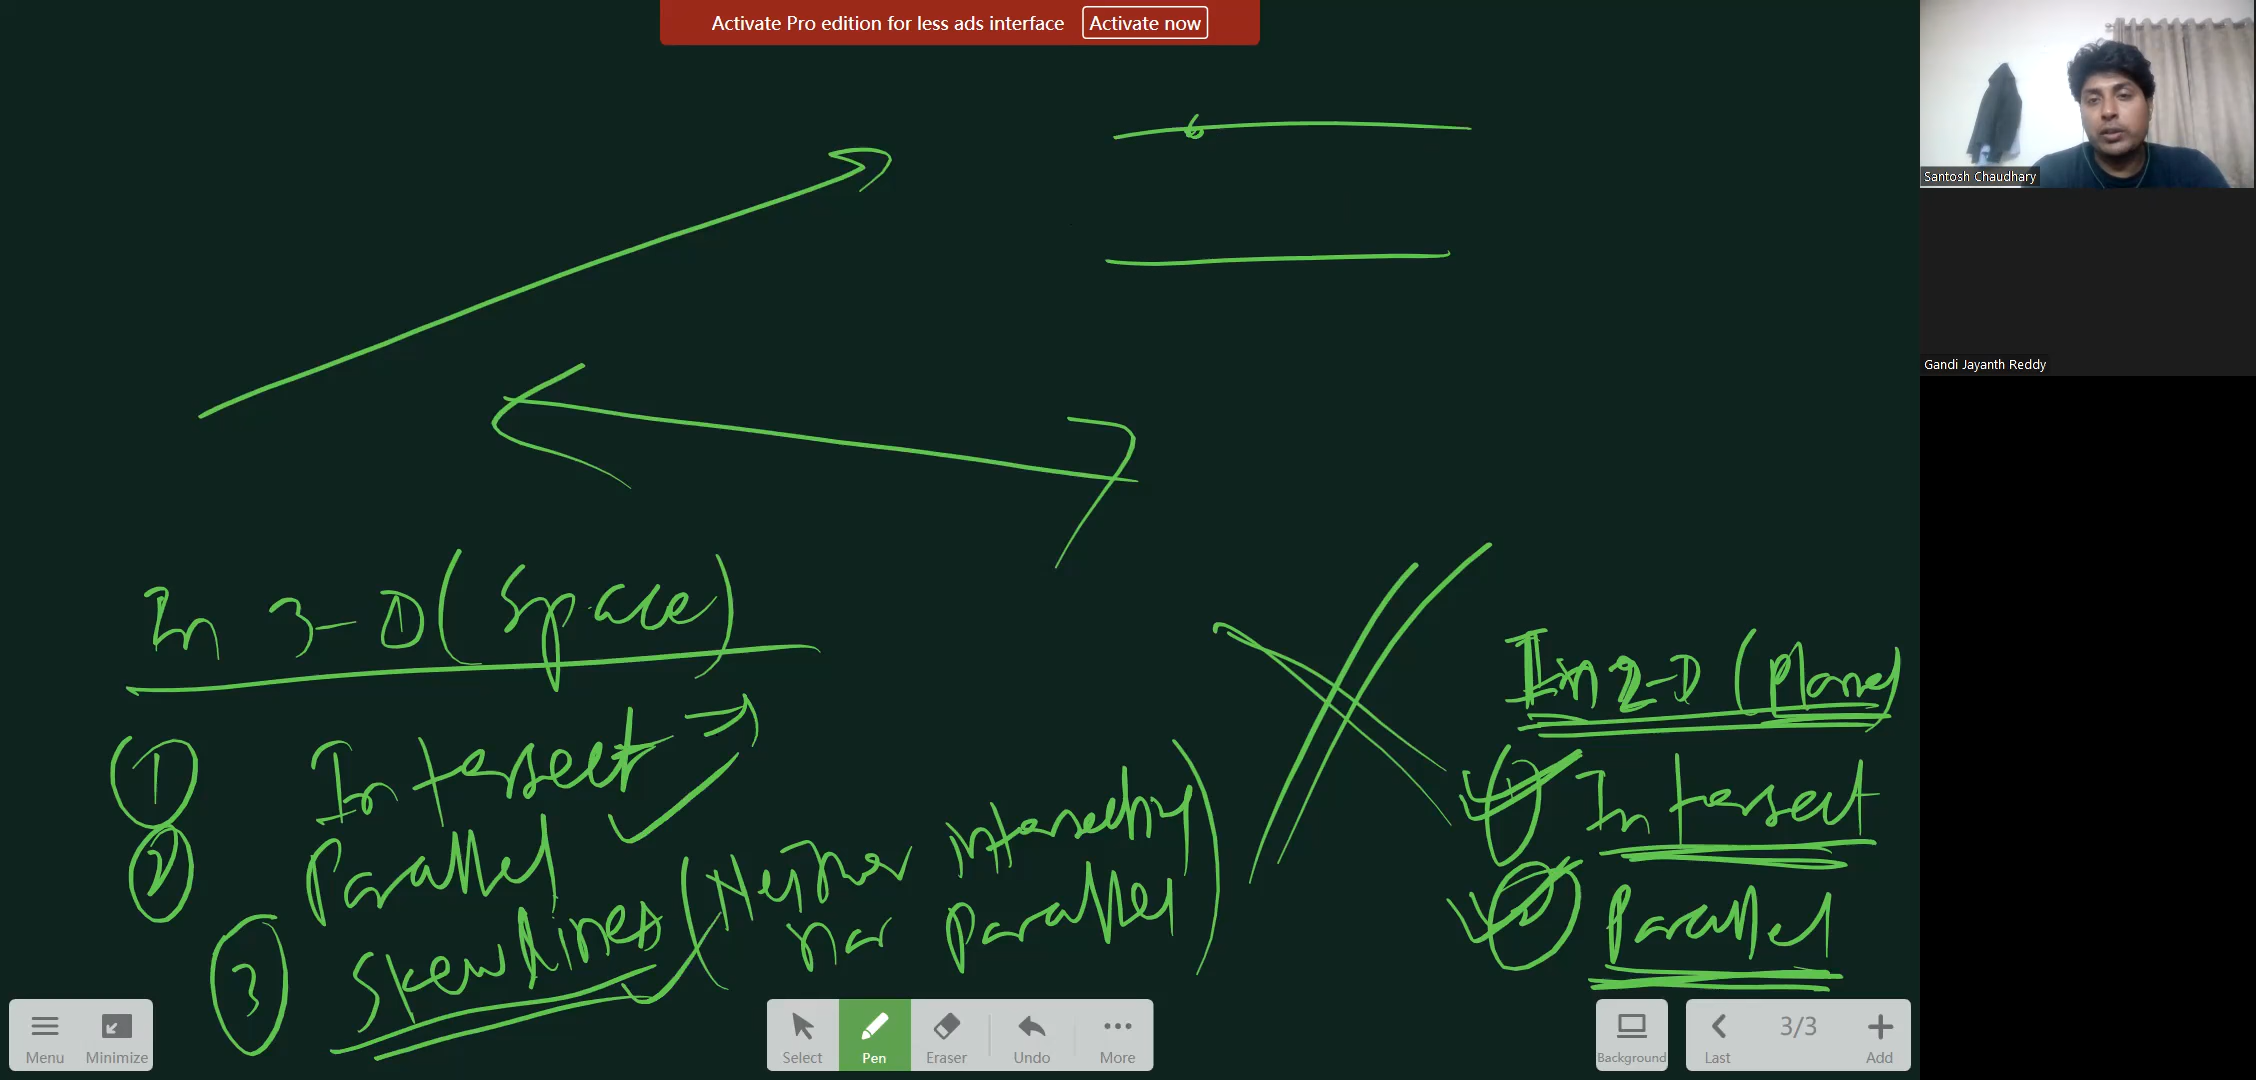 Activate Pro edition for less ads interface Activate now
Santosh Chaudhary
Gandi Jayanth Reddy
In 3-D (Space)
① Intersect →
② Parallel
③ Skew lines (Neither intersecting
nor parallel)
In 2-D (Plane)
① Intersect
② Parallel
Menu Minimize Select Pen Eraser Undo More Background Last 3/3 Add